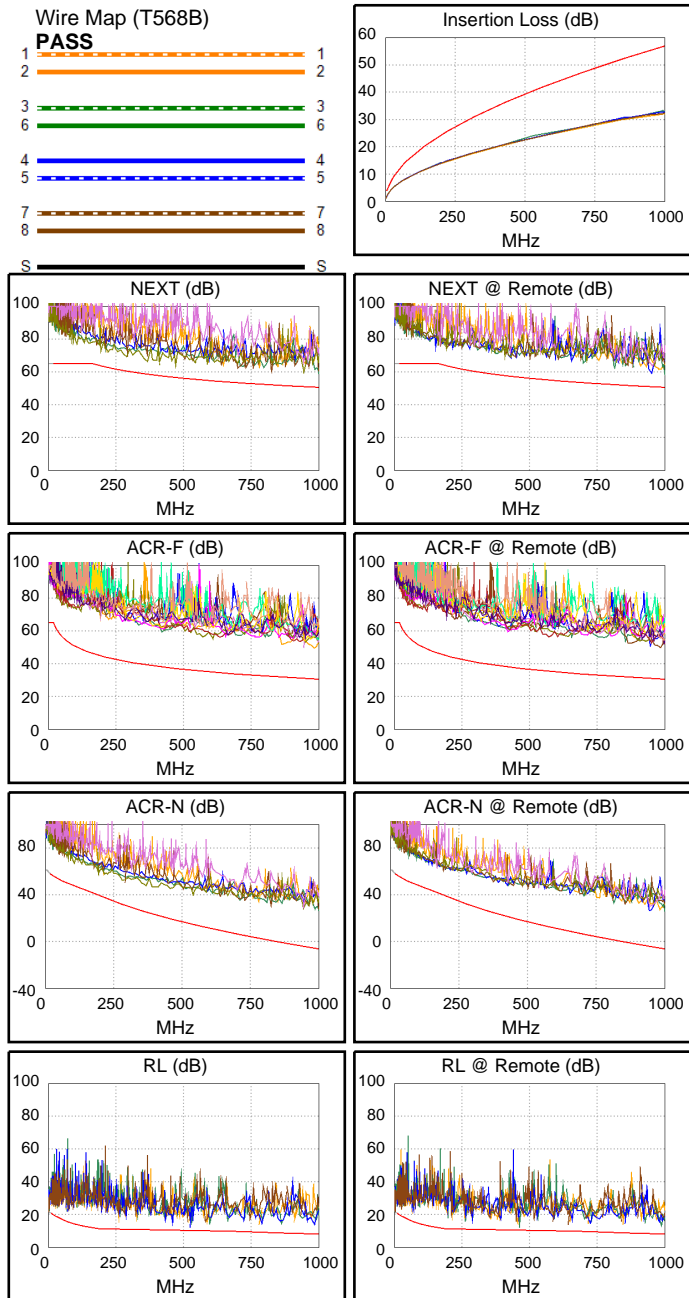 Wire Map (T568B)
PASS
1 1
2 2
3 3
6 6
4 4
5 5
7 7
8 8
S S
Insertion Loss (dB)
60
50
40
30
20
10
0
0 250 500 750 1000
MHz
NEXT (dB)
100
80
60
40
20
0
0 250 500 750 1000
MHz
NEXT @ Remote (dB)
100
80
60
40
20
0
0 250 500 750 1000
MHz
ACR-F (dB)
100
80
60
40
20
0
0 250 500 750 1000
MHz
ACR-F @ Remote (dB)
100
80
60
40
20
0
0 250 500 750 1000
MHz
ACR-N (dB)
80
40
0
-40
0 250 500 750 1000
MHz
ACR-N @ Remote (dB)
80
40
0
-40
0 250 500 750 1000
MHz
RL (dB)
100
80
60
40
20
0
0 250 500 750 1000
MHz
RL @ Remote (dB)
100
80
60
40
20
0
0 250 500 750 1000
MHz